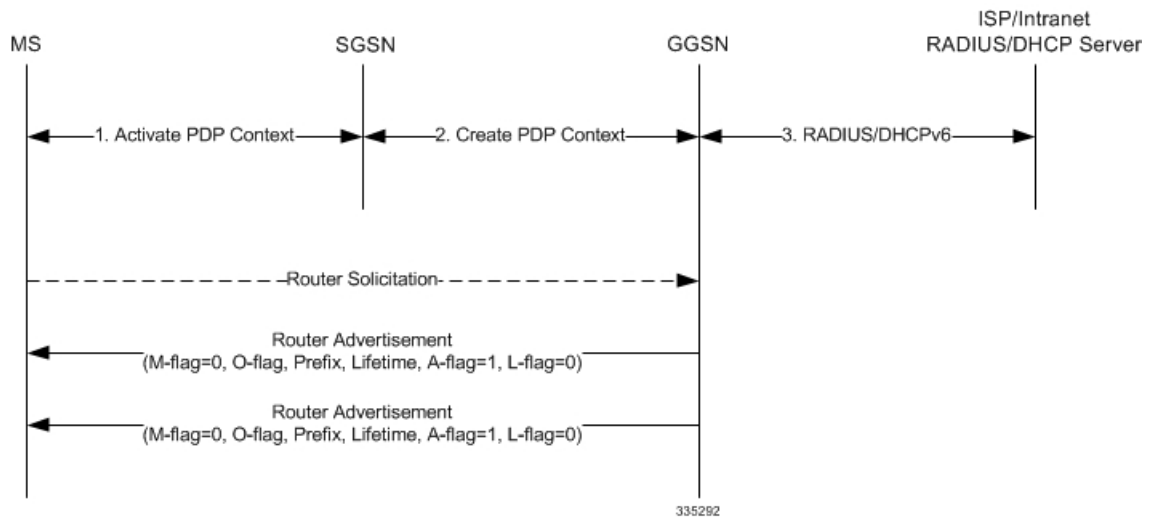 ISP/Intranet
MS SGSN GGSN RADIUS/DHCP Server
1. Activate PDP Context 2. Create PDP Context 3. RADIUS/DHCPv6
Router Solicitation
Router Advertisement
(M-flag=0, O-flag, Prefix, Lifetime, A-flag=1, L-flag=0)
Router Advertisement
(M-flag=0, O-flag, Prefix, Lifetime, A-flag=1, L-flag=0)
335292